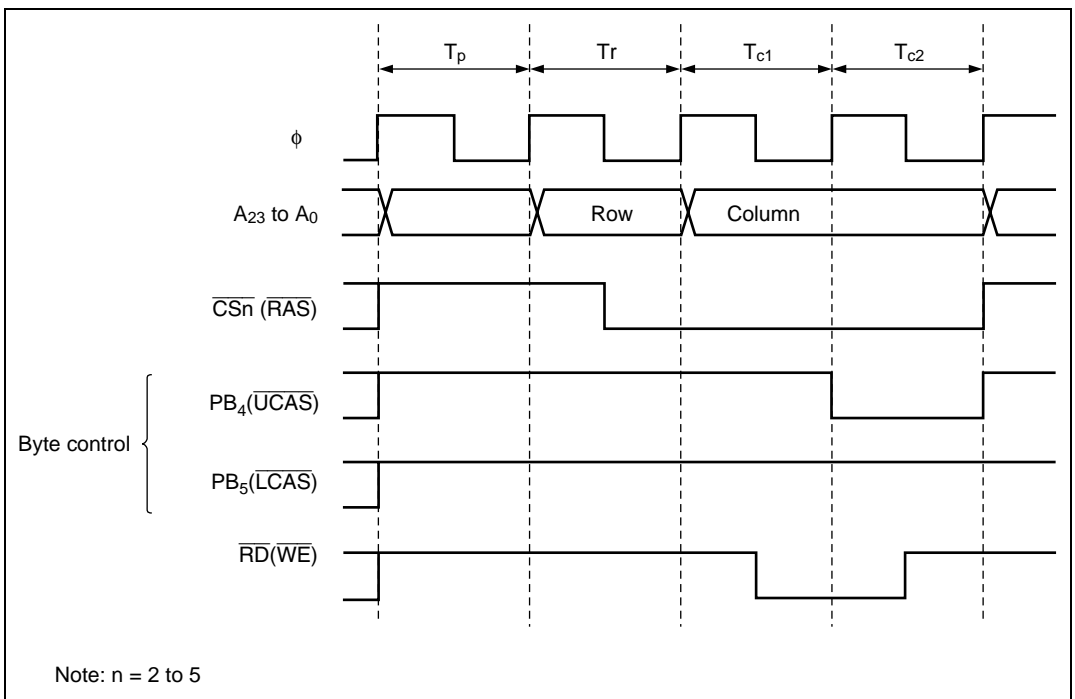 Tp Tr Tc1 Tc2
φ
A23 to A0 Row Column
CSn (RAS)
PB4(UCAS)
Byte control
PB5(LCAS)
RD(WE)
Note: n = 2 to 5